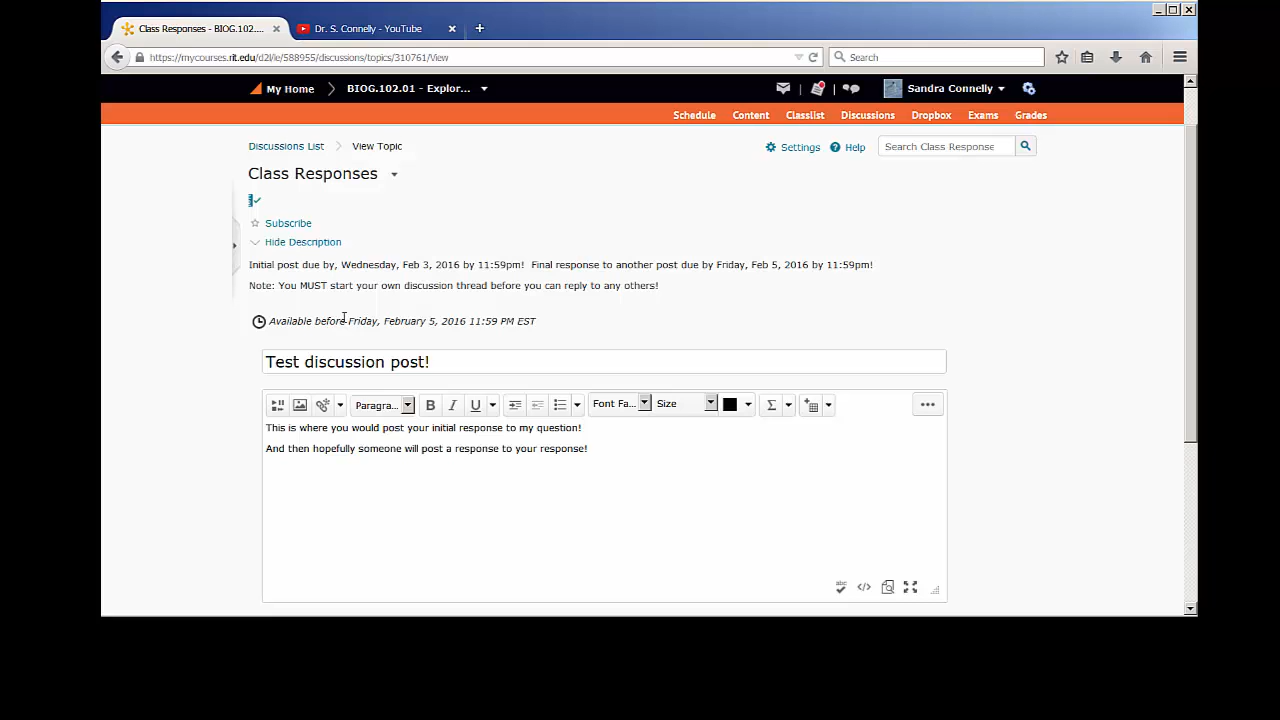 Class Responses - BIOG.102....
Dr. S. Connelly - YouTube
https://mycourses.rit.edu/d2l/le/588955/discussions/topics/310761/View
Search
My Home
BIOG.102.01 - Explor...
Sandra Connelly
Schedule Content Classlist Discussions Dropbox Exams Grades
Discussions List View Topic
Settings Help Search Class Response
Class Responses
Subscribe
Hide Description
Initial post due by, Wednesday, Feb 3, 2016 by 11:59pm! Final response to another post due by Friday, Feb 5, 2016 by 11:59pm!
Note: You MUST start your own discussion thread before you can reply to any others!
Available before Friday, February 5, 2016 11:59 PM EST
Test discussion post!
Paragra... B I U Font Fa... Size Σ
This is where you would post your initial response to my question!
And then hopefully someone will post a response to your response!
abc